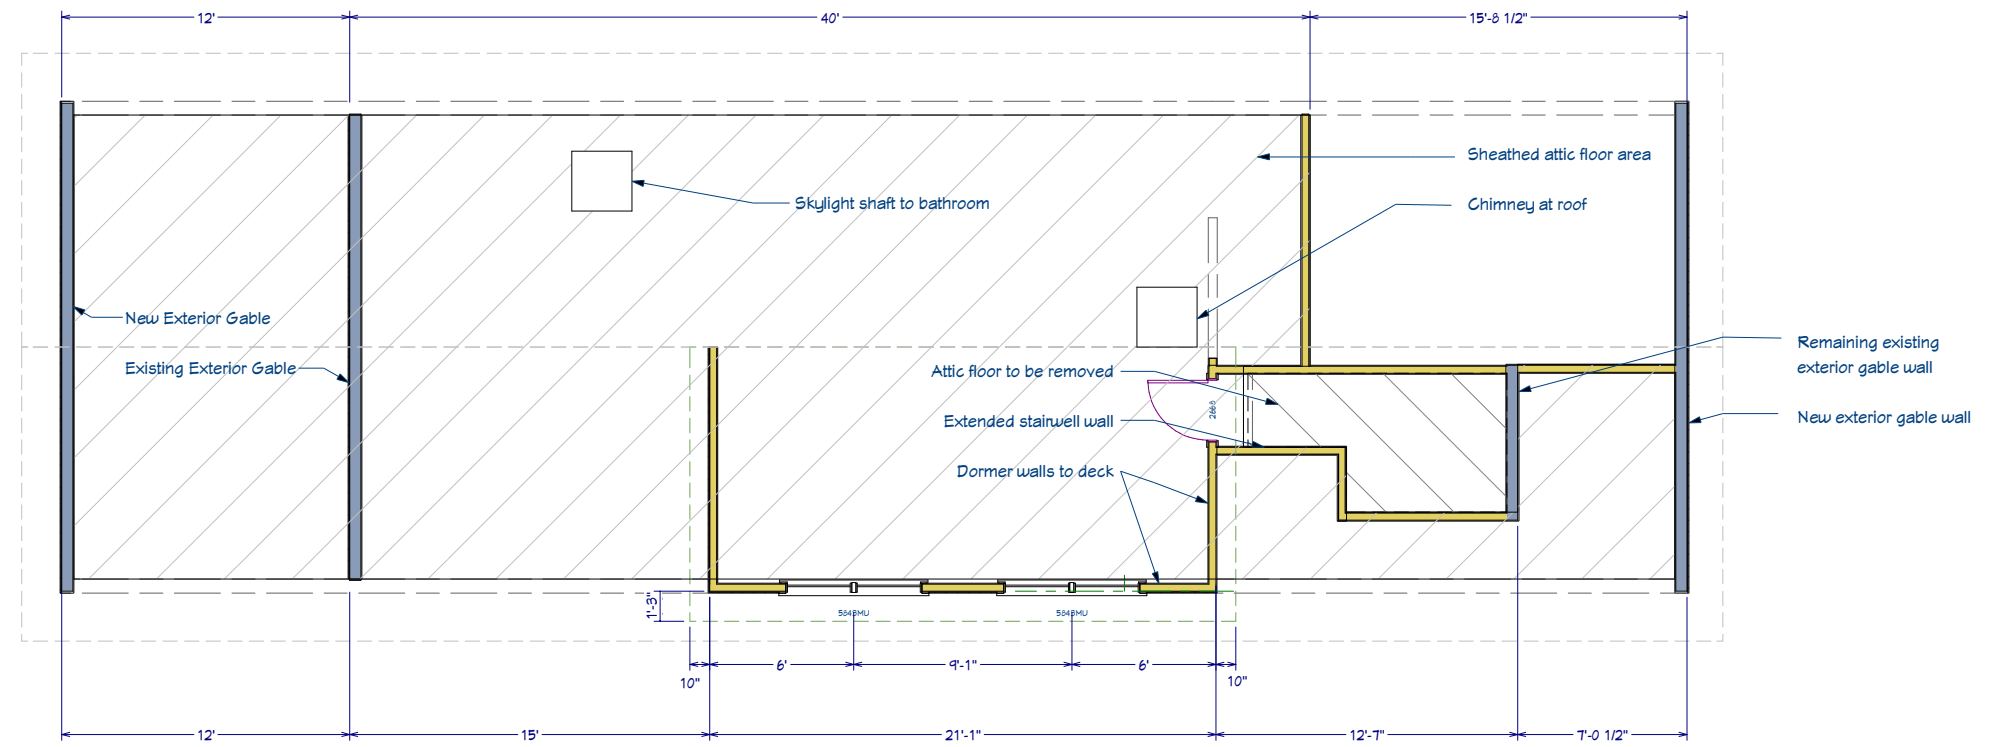 12' 40' 15'-8 1/2"
Sheathed attic floor area
Skylight shaft to bathroom
Chimney at roof
New Exterior Gable
Existing Exterior Gable
Remaining existing
exterior gable wall
Attic floor to be removed
2668
New exterior gable wall
Extended stairwell wall
Dormer walls to deck
1'-3"
5848MU 5848MU
6' 9'-1" 6'
10" 10"
12' 15' 21'-1" 12'-7" 7'-0 1/2"